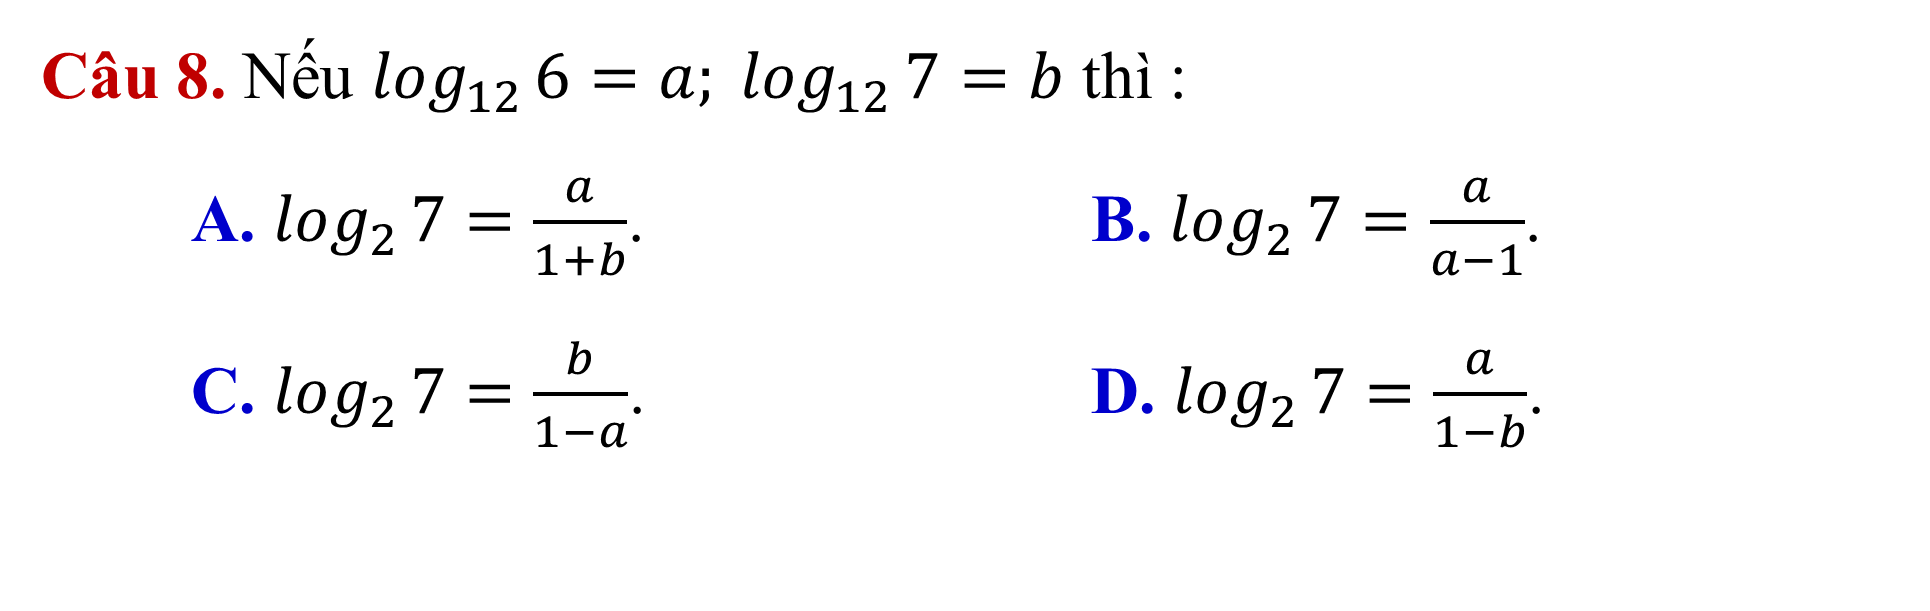 Câu 8. Nếu log₁₂ 6 = a; log₁₂ 7 = b thì :
A. log₂ 7 = a/(1+b). B. log₂ 7 = a/(a−1).
C. log₂ 7 = b/(1−a). D. log₂ 7 = a/(1−b).